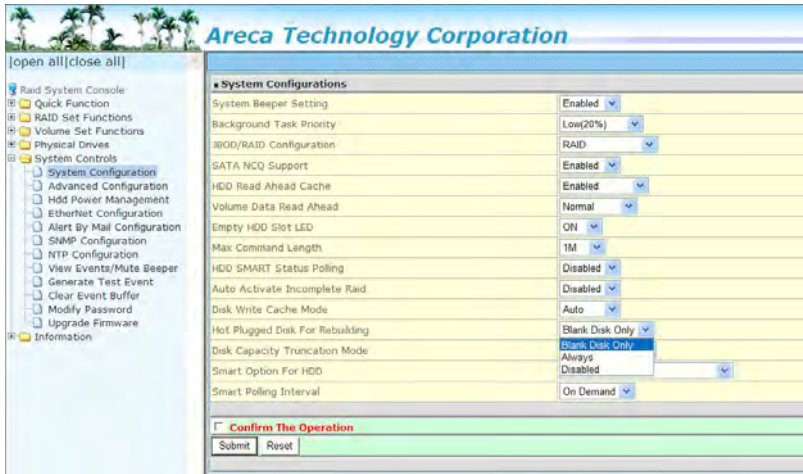 Areca Technology Corporation
|open all|close all|
Raid System Console
Quick Function
RAID Set Functions
Volume Set Functions
Physical Drives
System Controls
System Configuration
Advanced Configuration
Hdd Power Management
EtherNet Configuration
Alert By Mail Configuration
SNMP Configuration
NTP Configuration
View Events/Mute Beeper
Generate Test Event
Clear Event Buffer
Modify Password
Upgrade Firmware
Information
System Configurations
System Beeper Setting Enabled
Background Task Priority Low(20%)
JBOD/RAID Configuration RAID
SATA NCQ Support Enabled
HDD Read Ahead Cache Enabled
Volume Data Read Ahead Normal
Empty HDD Slot LED ON
Max Command Length 1M
HDD SMART Status Polling Disabled
Auto Activate Incomplete Raid Disabled
Disk Write Cache Mode Auto
Hot Plugged Disk For Rebuilding Blank Disk Only
Blank Disk Only
Disk Capacity Truncation Mode
Always
Smart Option For HDD Disabled
Smart Polling Interval On Demand
Confirm The Operation
Submit Reset